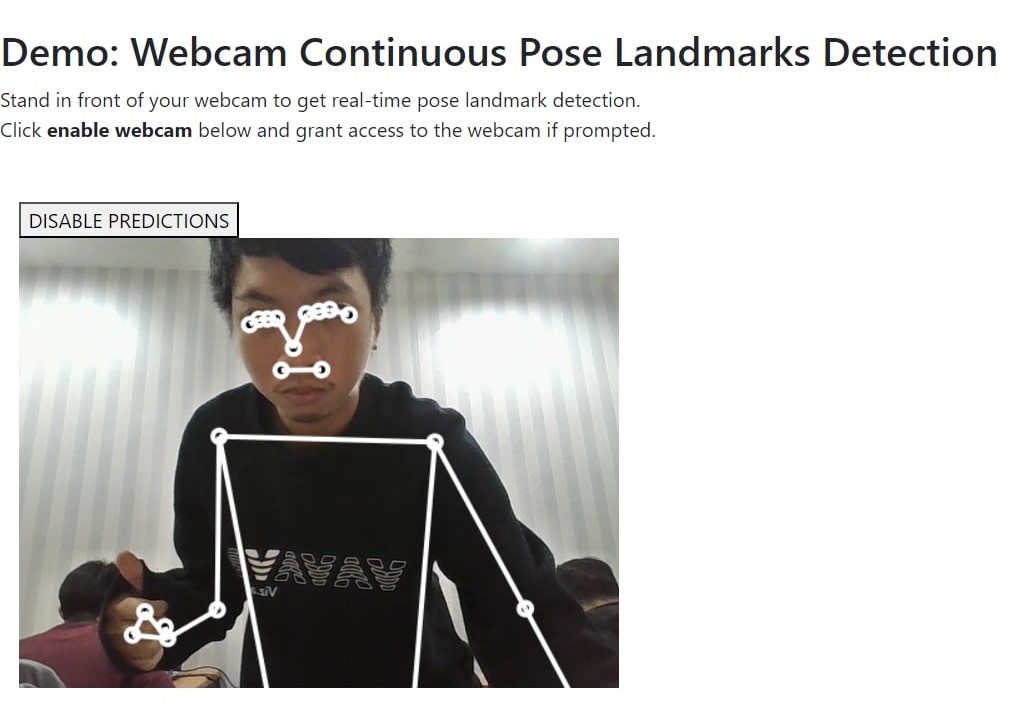 Demo: Webcam Continuous Pose Landmarks Detection
Stand in front of your webcam to get real-time pose landmark detection.
Click enable webcam below and grant access to the webcam if prompted.
DISABLE PREDICTIONS